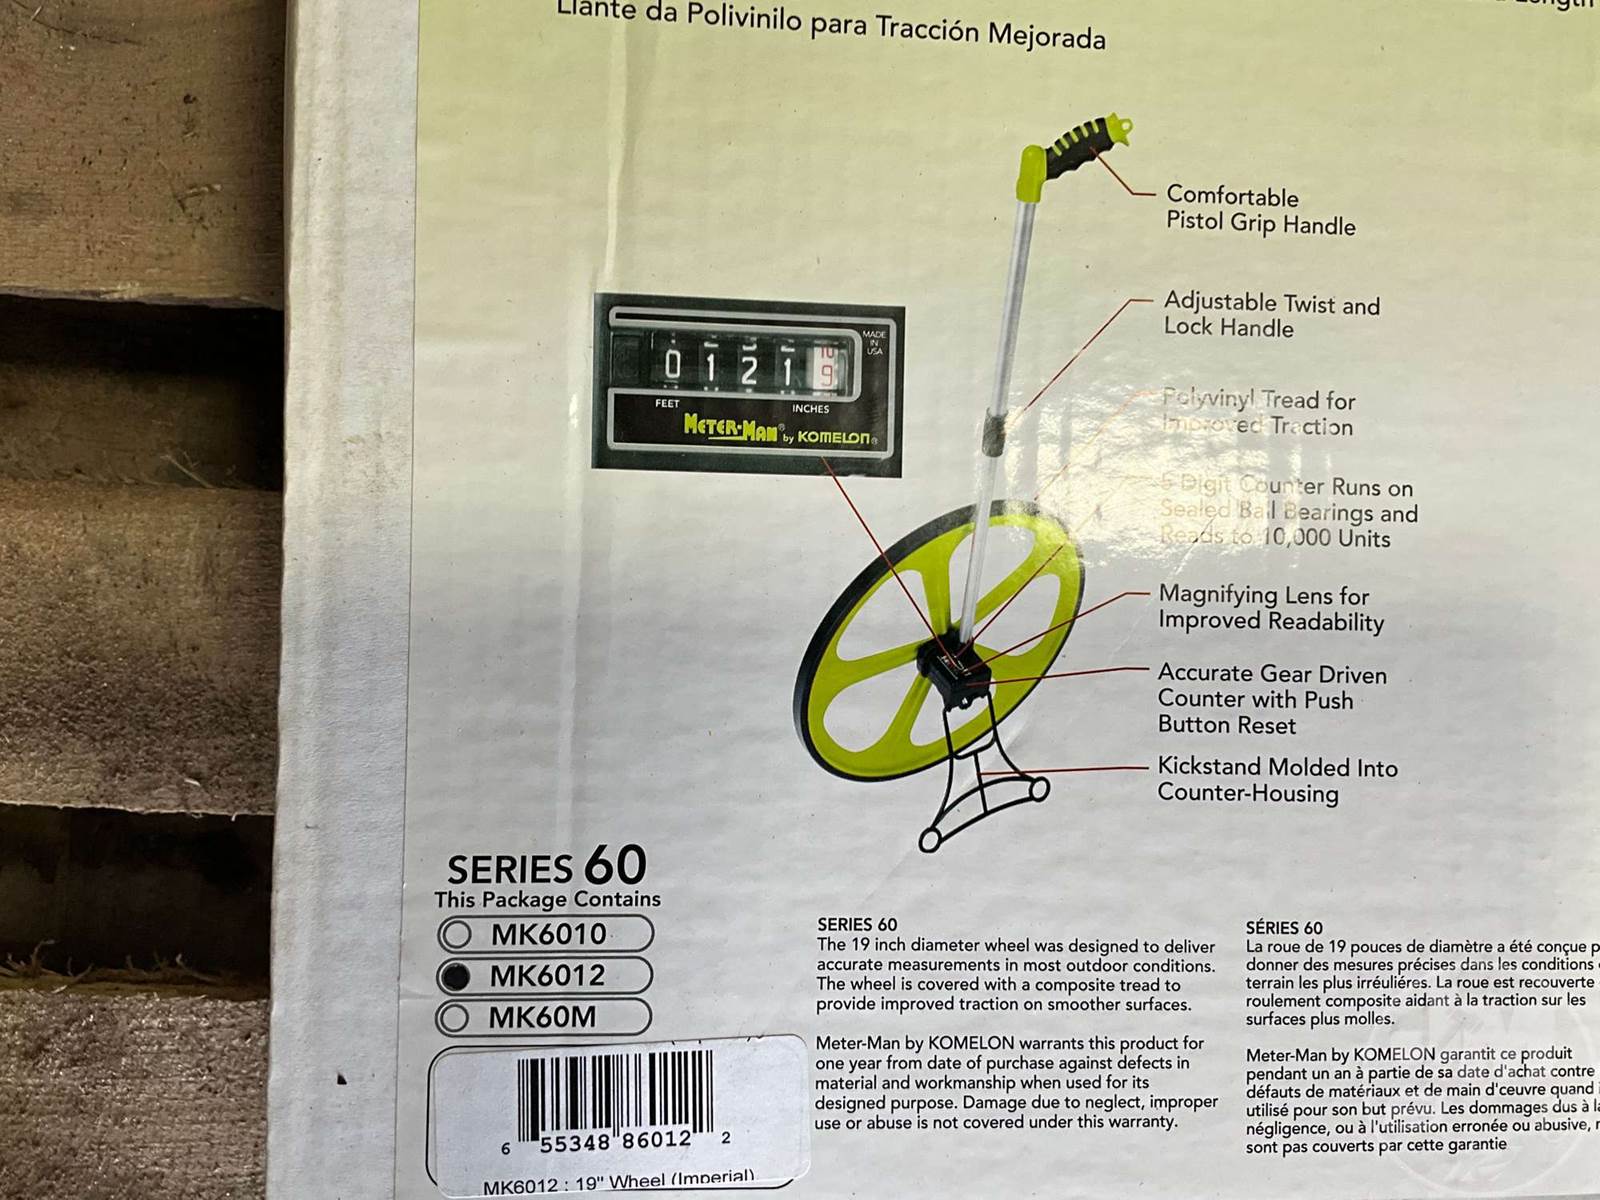 Llante da Polivinilo para Tracción Mejorada
Length
Comfortable
Pistol Grip Handle
Adjustable Twist and
Lock Handle
Polyvinyl Tread for
Improved Traction
5 Digit Counter Runs on
Sealed Ball Bearings and
Reads to 10,000 Units
Magnifying Lens for
Improved Readability
Accurate Gear Driven
Counter with Push
Button Reset
Kickstand Molded Into
Counter-Housing
MADE
IN
USA
10
0 1 2 1 9
FEET
INCHES
METER-MAN® by KOMELON®
SERIES 60
This Package Contains
MK6010
MK6012
MK60M
6 55348 86012 2
MK6012 : 19" Wheel (Imperial)
SERIES 60
The 19 inch diameter wheel was designed to deliver
accurate measurements in most outdoor conditions.
The wheel is covered with a composite tread to
provide improved traction on smoother surfaces.
Meter-Man by KOMELON warrants this product for
one year from date of purchase against defects in
material and workmanship when used for its
designed purpose. Damage due to neglect, improper
use or abuse is not covered under this warranty.
SÉRIES 60
La roue de 19 pouces de diamètre a été conçue p
donner des mesures précises dans les conditions
terrain les plus irréuliéres. La roue est recouverte
roulement composite aidant à la traction sur les
surfaces plus molles.
Meter-Man by KOMELON garantit ce produit
pendant un an à partie de sa date d'achat contre
défauts de matériaux et de main d'ceuvre quand
utilisé pour son but prévu. Les dommages dus à la
négligence, ou à l'utilisation erronée ou abusive,
sont pas couverts par cette garantie